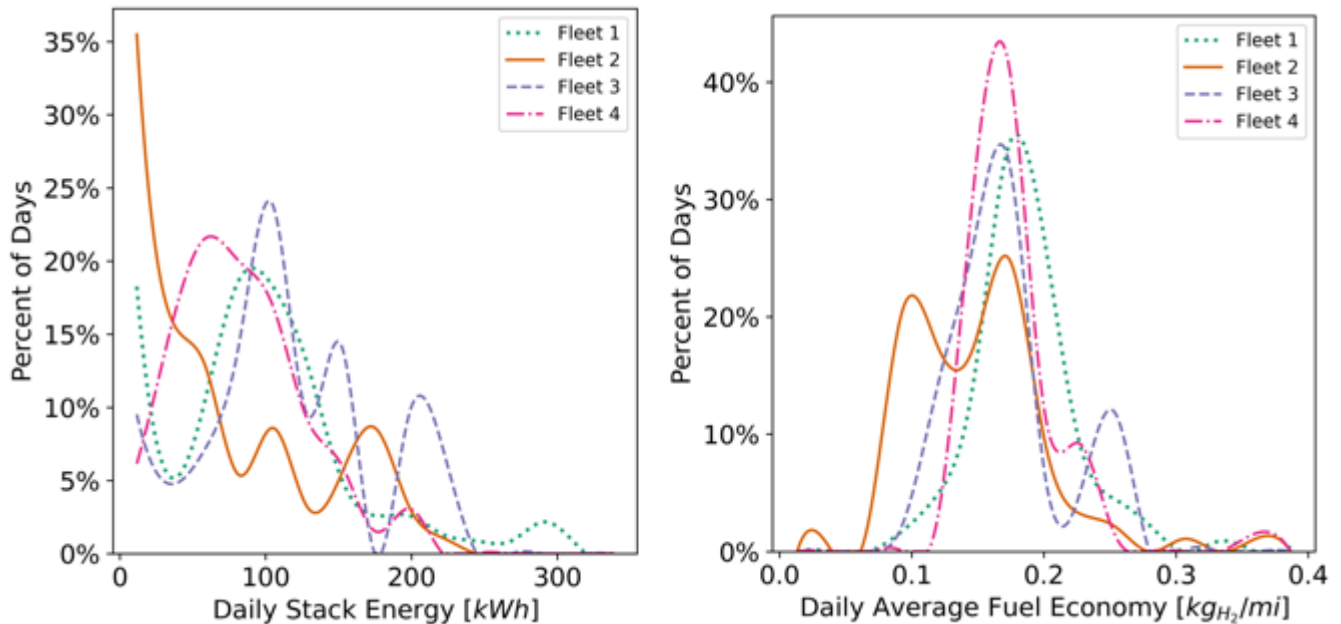 35%
30%
25%
20%
15%
10%
5%
0%
Percent of Days
0
100
200
300
Daily Stack Energy [kWh]
Fleet 1
Fleet 2
Fleet 3
Fleet 4
40%
30%
20%
10%
0%
Percent of Days
0.0
0.1
0.2
0.3
0.4
Daily Average Fuel Economy [kg_{H_2}/mi]
Fleet 1
Fleet 2
Fleet 3
Fleet 4